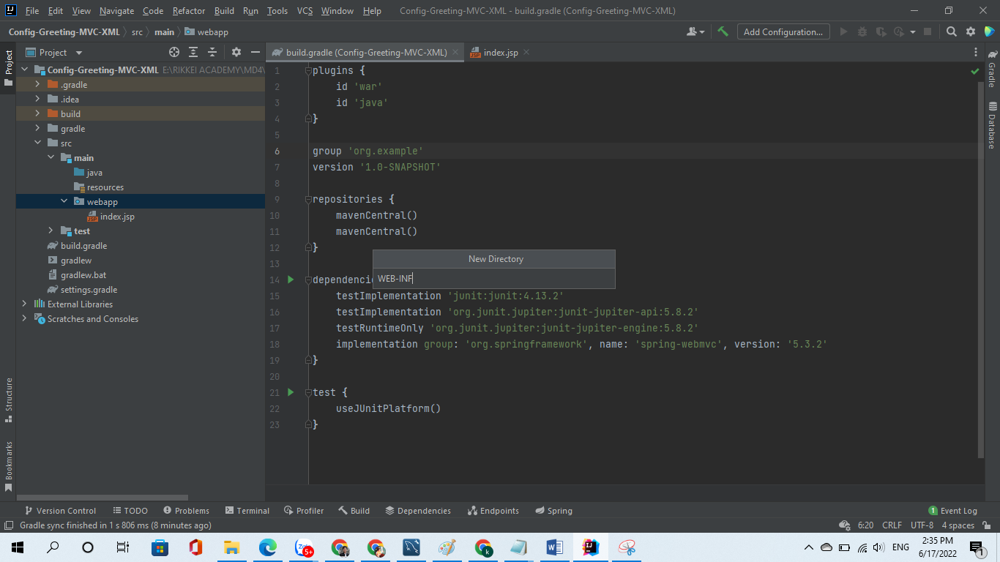 File Edit View Navigate Code Refactor Build Run Tools VCS Window Help Config-Greeting-MVC-XML - build.gradle (Config-Greeting-MVC-XML)
Config-Greeting-MVC-XML src main webapp Add Configuration...
Project
Project
build.gradle (Config-Greeting-MVC-XML) index.jsp
Config-Greeting-MVC-XML E:\RIKKEI ACADEMY\MD4\
.gradle
.idea
build
gradle
src
main
java
resources
webapp
index.jsp
test
build.gradle
gradlew
gradlew.bat
settings.gradle
External Libraries
Scratches and Consoles
1 plugins {
2 id 'war'
3 id 'java'
4 }
5
6 group 'org.example'
7 version '1.0-SNAPSHOT'
8
9 repositories {
10 mavenCentral()
11 mavenCentral()
12 }
13
New Directory
WEB-INF
14 dependenci
15 testImplementation 'junit:junit:4.13.2'
16 testImplementation 'org.junit.jupiter:junit-jupiter-api:5.8.2'
17 testRuntimeOnly 'org.junit.jupiter:junit-jupiter-engine:5.8.2'
18 implementation group: 'org.springframework', name: 'spring-webmvc', version: '5.3.2'
19 }
20
21 test {
22 useJUnitPlatform()
23 }
Gradle
Database
Structure
Bookmarks
Version Control TODO Problems Terminal Profiler Build Dependencies Endpoints Spring 1 Event Log
Gradle sync finished in 1 s 806 ms (8 minutes ago) 6:20 CRLF UTF-8 4 spaces
5+ k ENG 2:35 PM
6/17/2022 1